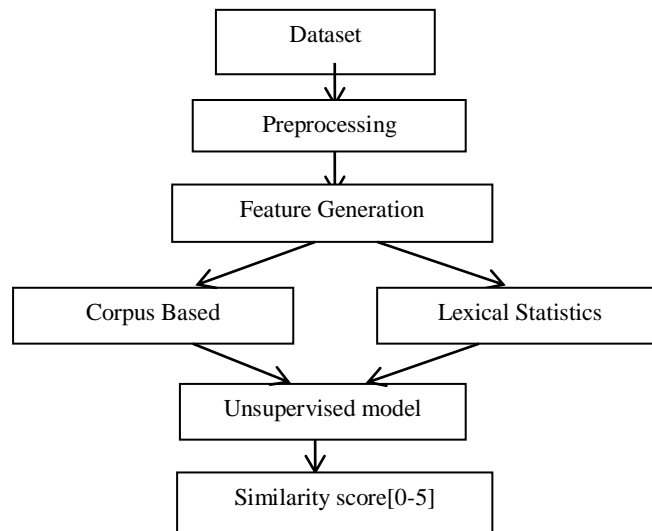 Dataset
Preprocessing
Feature Generation
Corpus Based
Lexical Statistics
Unsupervised model
Similarity score[0-5]